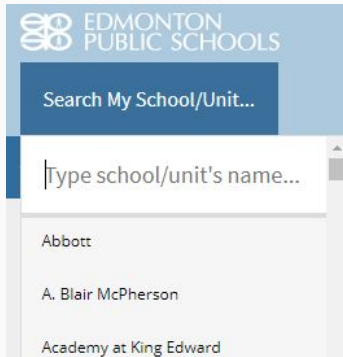 EDMONTON
PUBLIC SCHOOLS
Search My School/Unit...
Type school/unit's name...
Abbott
A. Blair McPherson
Academy at King Edward